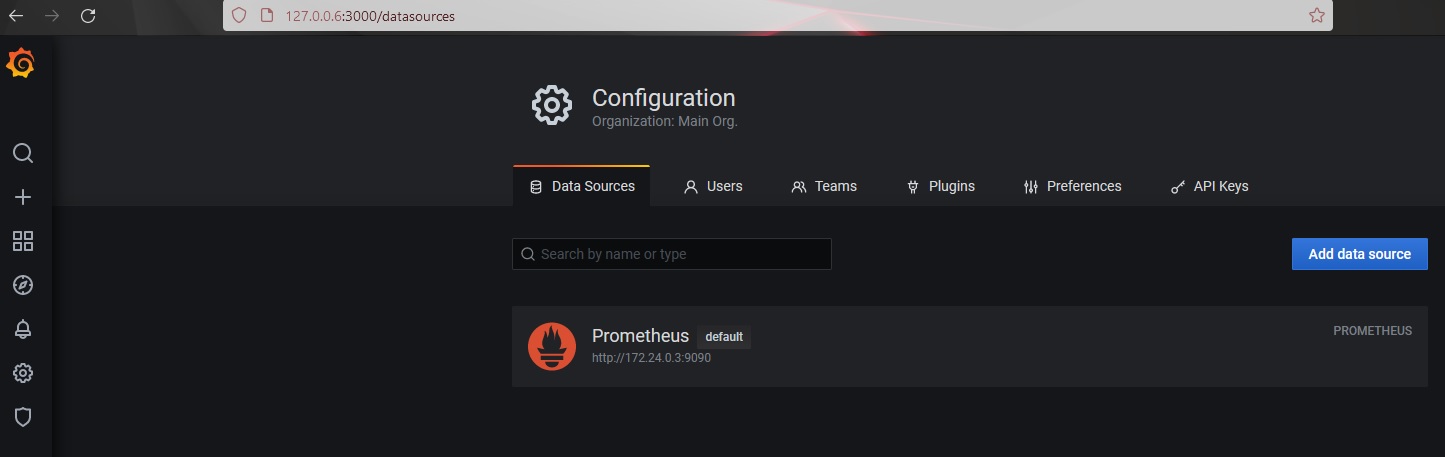 127.0.0.6:3000/datasources
Configuration
Organization: Main Org.
Data Sources Users Teams Plugins Preferences API Keys
Search by name or type Add data source
Prometheus default PROMETHEUS
http://172.24.0.3:9090